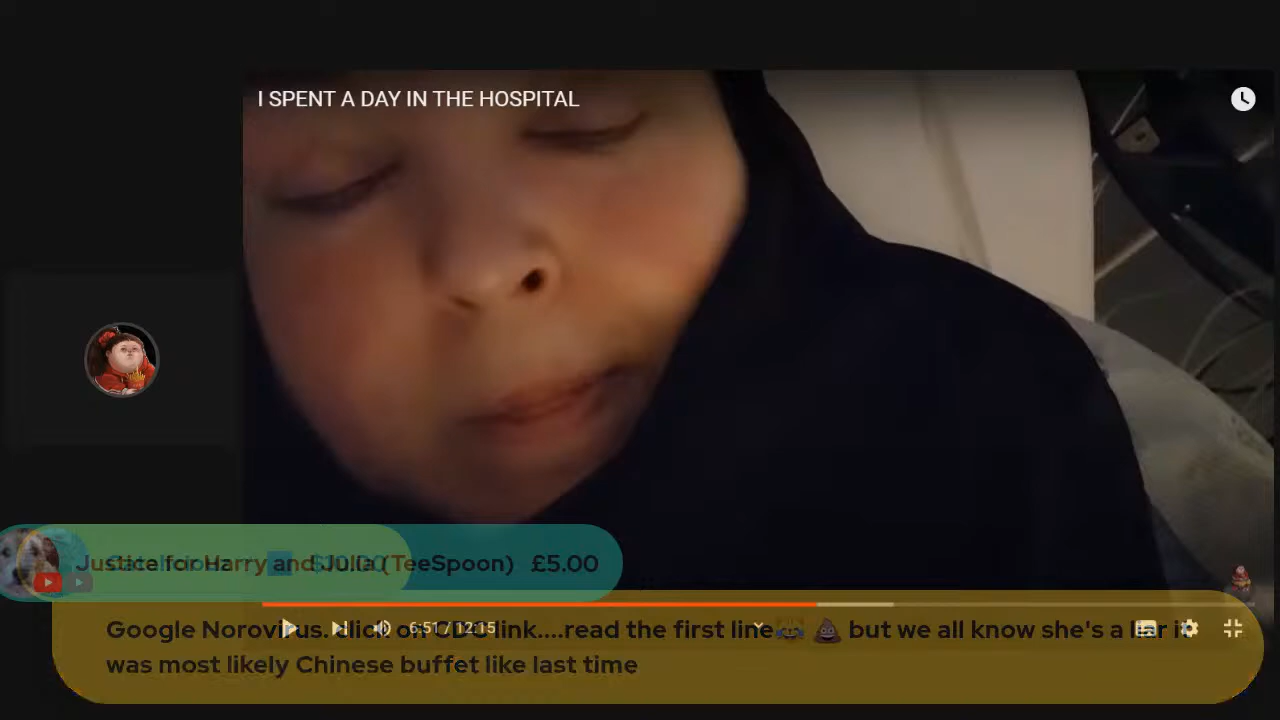 I SPENT A DAY IN THE HOSPITAL
Justice for Harry and Julia (TeeSpoon) £5.00
6:51 / 12:15
Google Norovirus. click on CDC link....read the first line 😹 💩 but we all know she's a liar it
was most likely Chinese buffet like last time